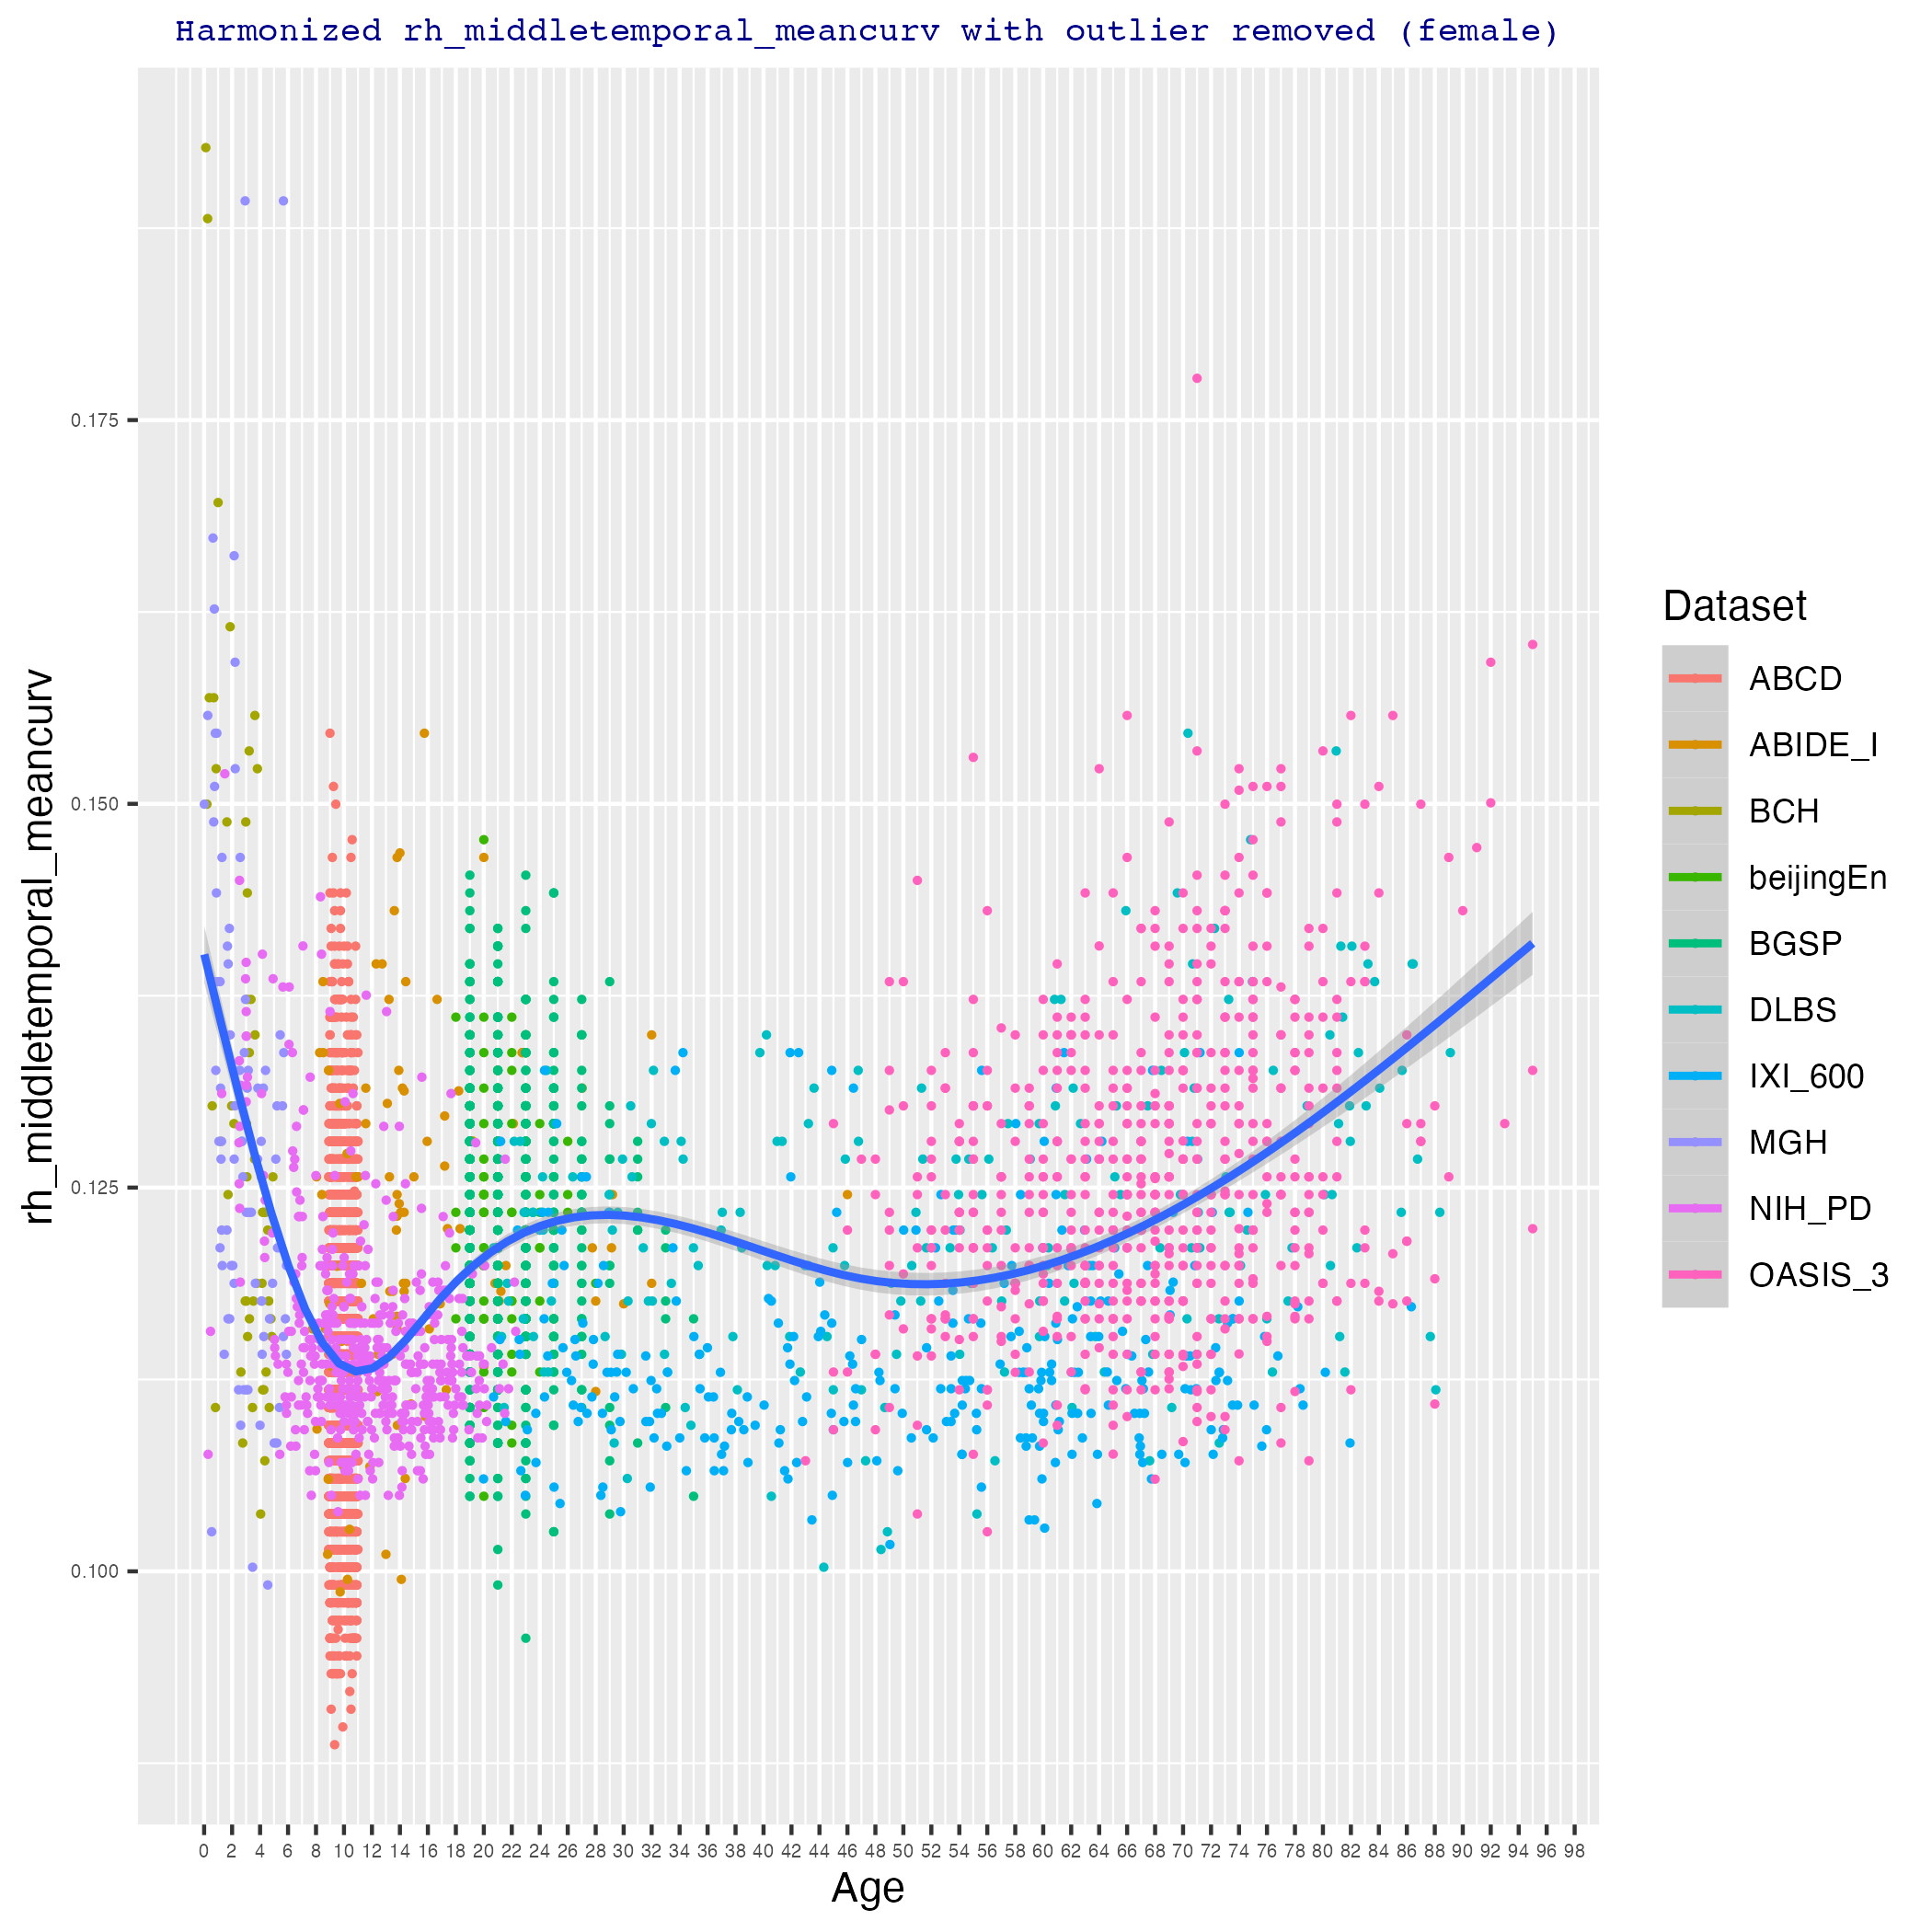 Harmonized rh_middletemporal_meancurv with outlier removed (female)
rh_middletemporal_meancurv
0.175
0.150
0.125
0.100
0 2 4 6 8 10 12 14 16 18 20 22 24 26 28 30 32 34 36 38 40 42 44 46 48 50 52 54 56 58 60 62 64 66 68 70 72 74 76 78 80 82 84 86 88 90 92 94 96 98
Age
Dataset
ABCD
ABIDE_I
BCH
beijingEn
BGSP
DLBS
IXI_600
MGH
NIH_PD
OASIS_3